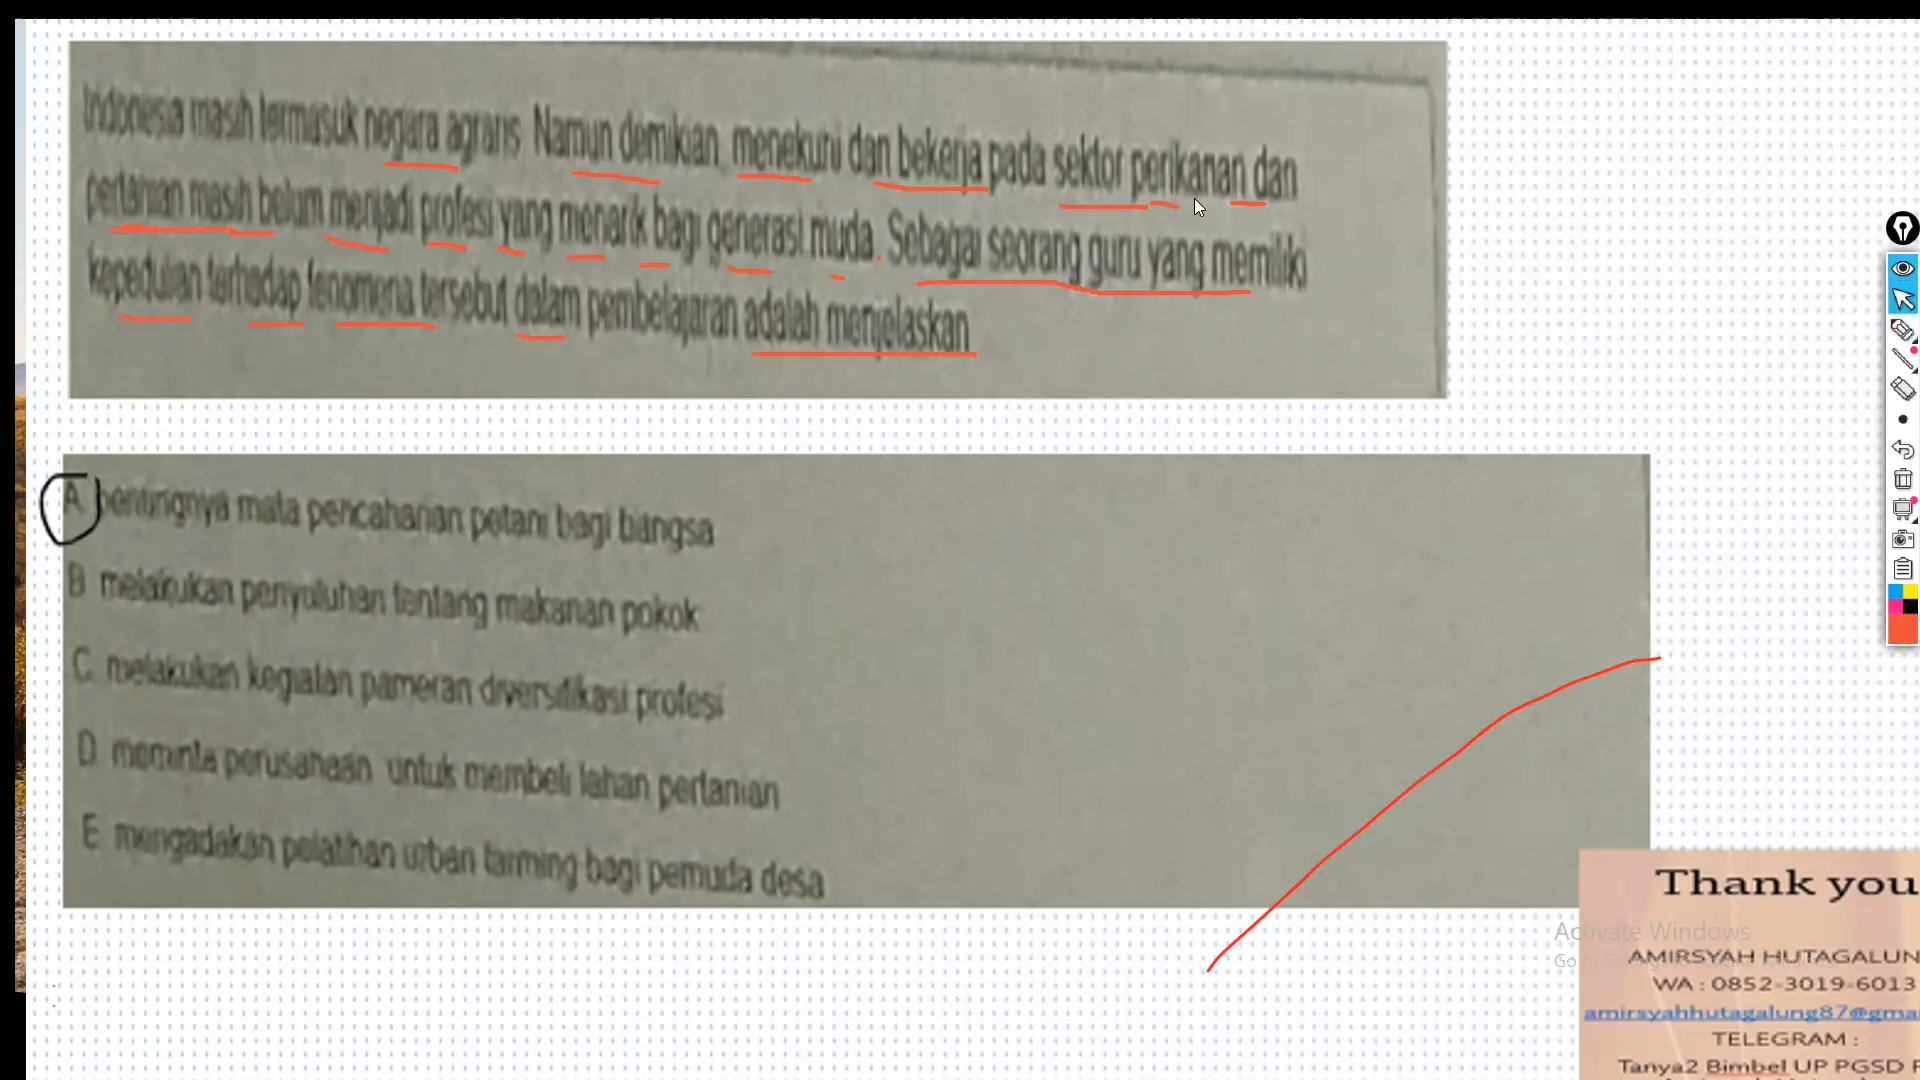 Indonesia masih termasuk negara agraris Namun demikian menekuni dan bekerja pada sektor perikanan dan
pertanian masih belum menjadi profesi yang menarik bagi generasi muda. Sebagai seorang guru yang memiliki
kepedulian terhadap fenomena tersebut dalam pembelajaran adalah menjelaskan
A. pentingnya mata pencaharian petani bagi bangsa
B melakukan penyuluhan tentang makanan pokok
C. melakukan kegiatan pameran diversifikasi profesi
D. meminta perusahaan untuk membeli lahan pertanian
E mengadakan pelatihan urban farming bagi pemuda desa
Thank you
Activate Windows
AMIRSYAH HUTAGALUN
WA : 0852-3019-6013
amirsyahhutagalung87@gma
TELEGRAM :
Tanya2 Bimbel UP PGSD